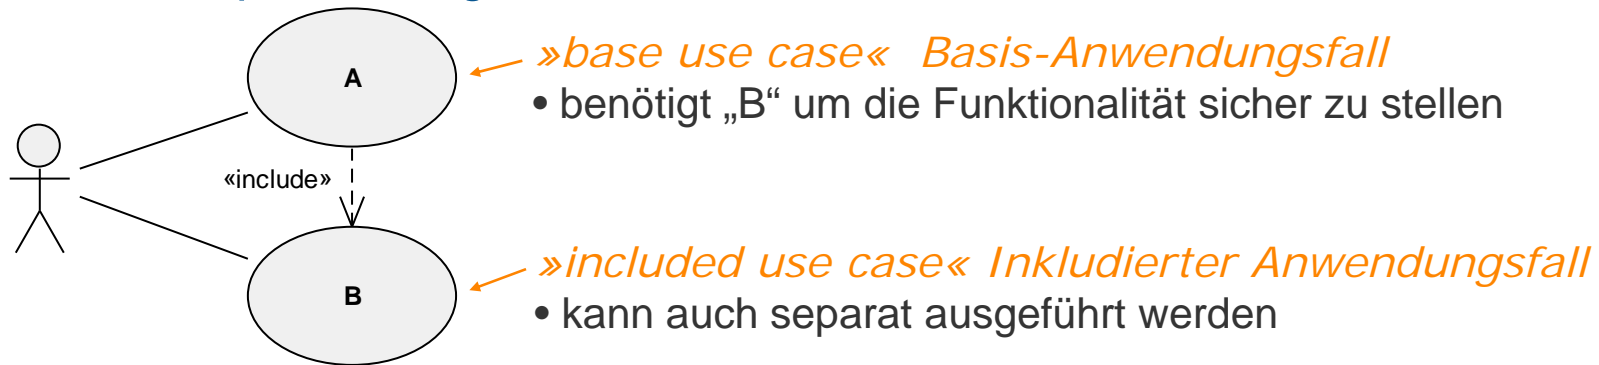 A
»base use case« Basis-Anwendungsfall
• benötigt „B“ um die Funktionalität sicher zu stellen
«include»
»included use case« Inkludierter Anwendungsfall
B
• kann auch separat ausgeführt werden